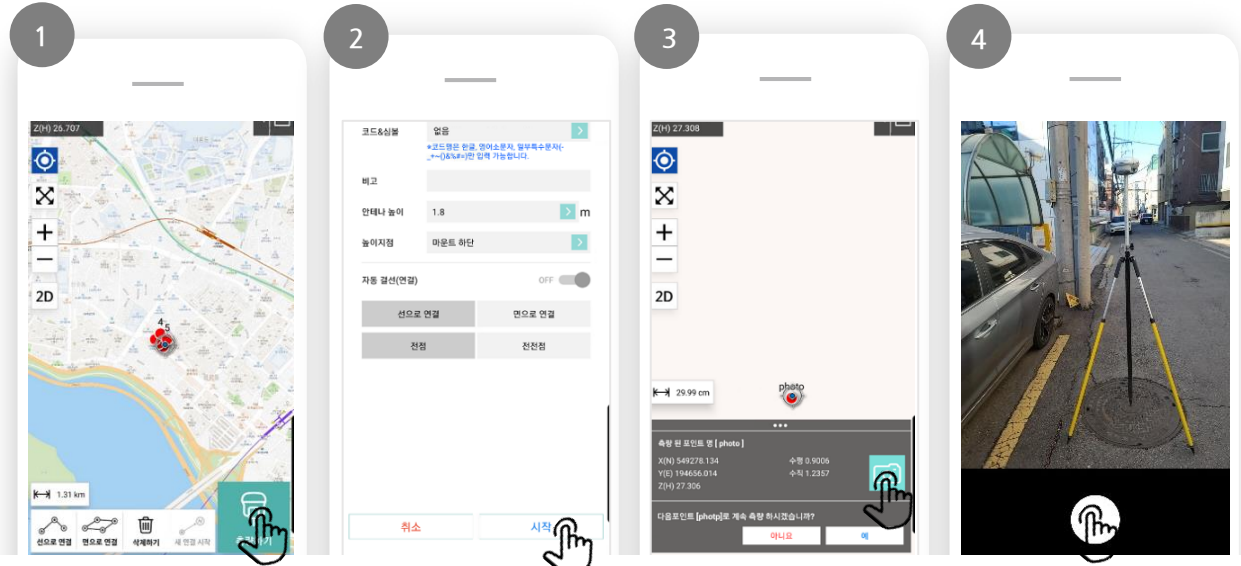 1
Z(H) 26.707
2D
4 5
1.31 km
선으로 연결
면으로 연결
삭제하기
새 연결 시작
2
코드&심볼
없음
*코드명은 한글, 영어소문자, 일부특수문자(-
_+~()&%#=)만 입력 가능합니다.
비고
안테나 높이
1.8
m
높이지점
마운트 하단
자동 결선(연결)
OFF
선으로 연결
면으로 연결
전점
전전점
취소
시작
3
Z(H) 27.308
2D
29.99 cm
photo
측량 된 포인트 명 [ photo ]
X(N) 549278.134
수평 0.9006
Y(E) 194656.014
수직 1.2357
Z(H) 27.306
다음포인트 [photp]로 계속 측량 하시겠습니까?
아니요
예
4